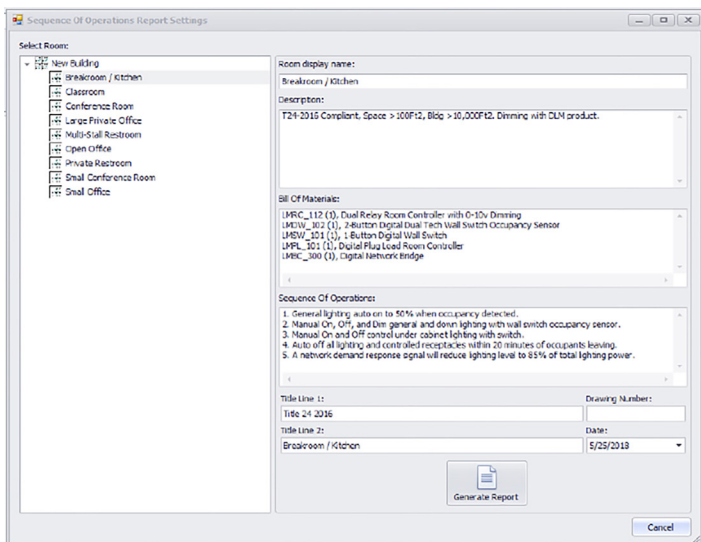 Sequence Of Operations Report Settings
Select Room:
New Building
Breakroom / Kitchen
Classroom
Conference Room
Large Private Office
Multi-Stall Restroom
Open Office
Private Restroom
Small Conference Room
Small Office
Room display name:
Breakroom / Kitchen
Description:
T24-2016 Compliant, Space >100Ft2, Bldg >10,000Ft2. Dimming with DLM product.
Bill Of Materials:
LMRC_112 (1), Dual Relay Room Controller with 0-10v Dimming
LMDW_102 (1), 2-Button Digital Dual Tech Wall Switch Occupancy Sensor
LMSW_101 (1), 1-Button Digital Wall Switch
LMPL_101 (1), Digital Plug Load Room Controller
LMBC_300 (1), Digital Network Bridge
Sequence Of Operations:
1. General lighting auto on to 50% when occupancy detected.
2. Manual On, Off, and Dim general and down lighting with wall switch occupancy sensor.
3. Manual On and Off control under cabinet lighting with switch.
4. Auto off all lighting and controlled receptacles within 20 minutes of occupants leaving.
5. A network demand response signal will reduce lighting level to 85% of total lighting power.
Title Line 1:
Drawing Number:
Title 24 2016
Title Line 2:
Date:
Breakroom / Kitchen
5/25/2018
Generate Report
Cancel